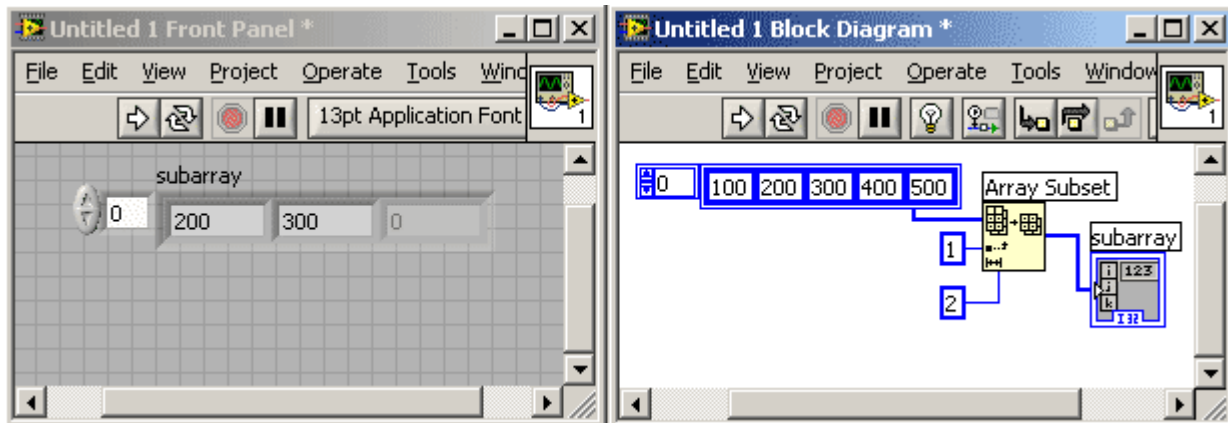 Untitled 1 Front Panel *
File Edit View Project Operate Tools Wind
13pt Application Font
1
subarray
0 200 300 0
Untitled 1 Block Diagram *
File Edit View Project Operate Tools Window
1
0 100 200 300 400 500
Array Subset
1
2
subarray
i 123
j
k
I32